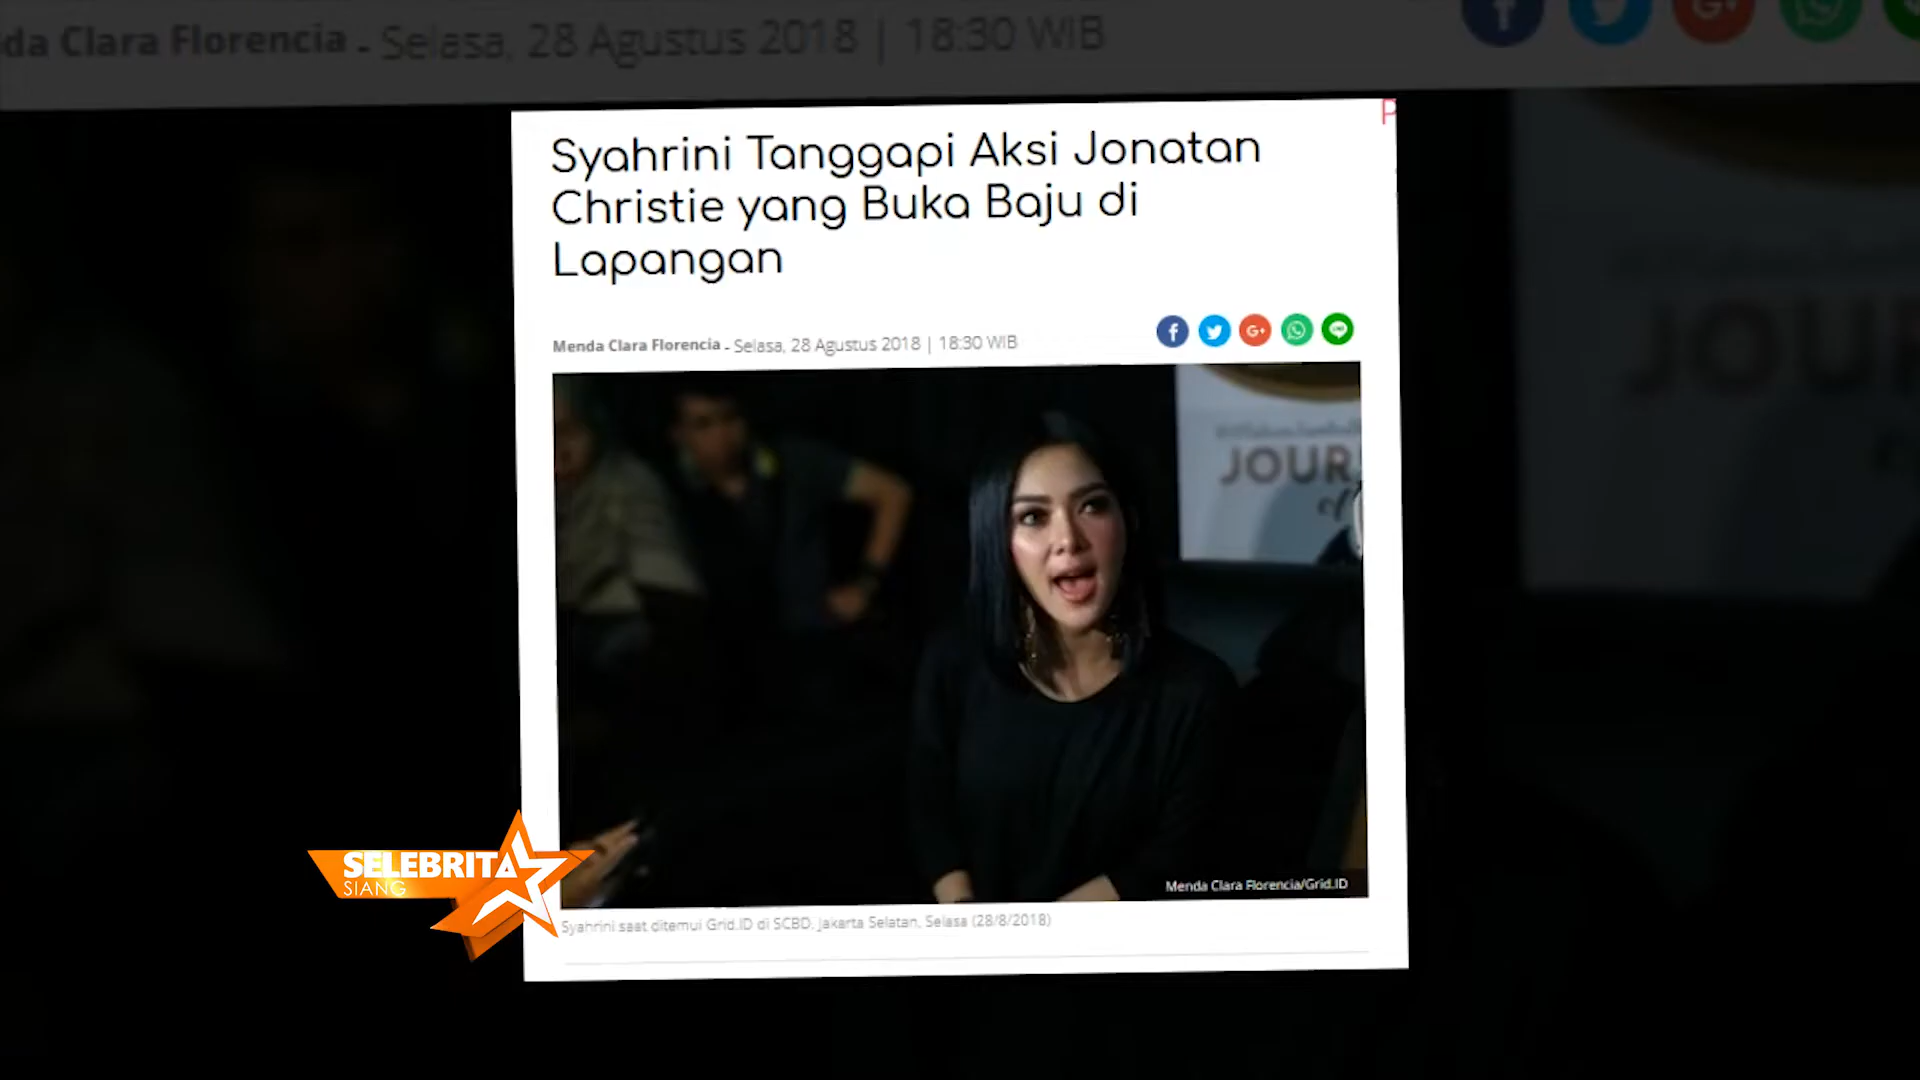 da Clara Florencia - Selasa, 28 Agustus 2018 | 18:30 WIB
P
Syahrini Tanggapi Aksi Jonatan
Christie yang Buka Baju di
Lapangan
Menda Clara Florencia - Selasa, 28 Agustus 2018 | 18:30 WIB
JOUR
JOUR
of
Menda Clara Florencia/Grid.ID
SELEBRITA
SIANG
Syahrini saat ditemui Grid.ID di SCBD, Jakarta Selatan, Selasa (28/8/2018)